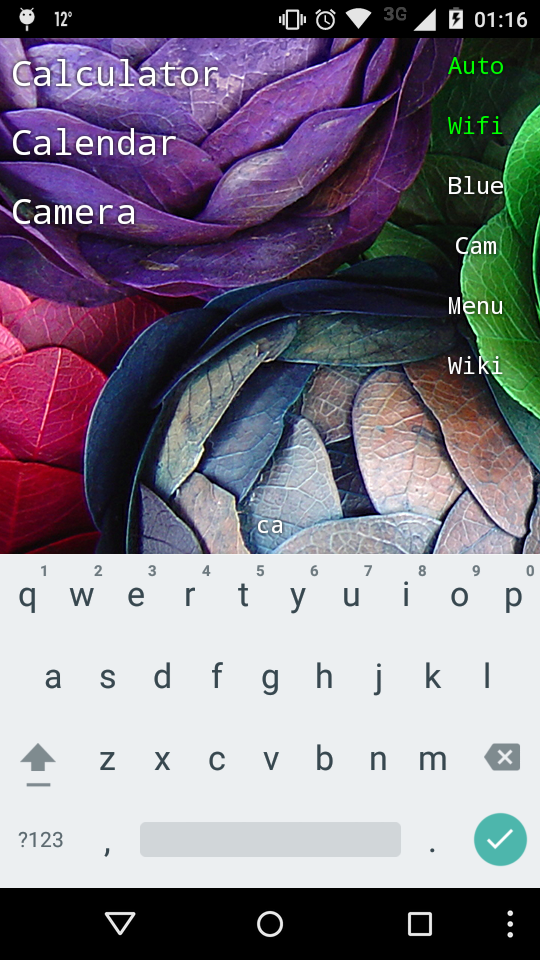 12° 3G 01:16
Calculator
Calendar
Camera
Auto
Wifi
Blue
Cam
Menu
Wiki
ca
1 2 3 4 5 6 7 8 9 0
q w e r t y u i o p
a s d f g h j k l
z x c v b n m
?123 , .